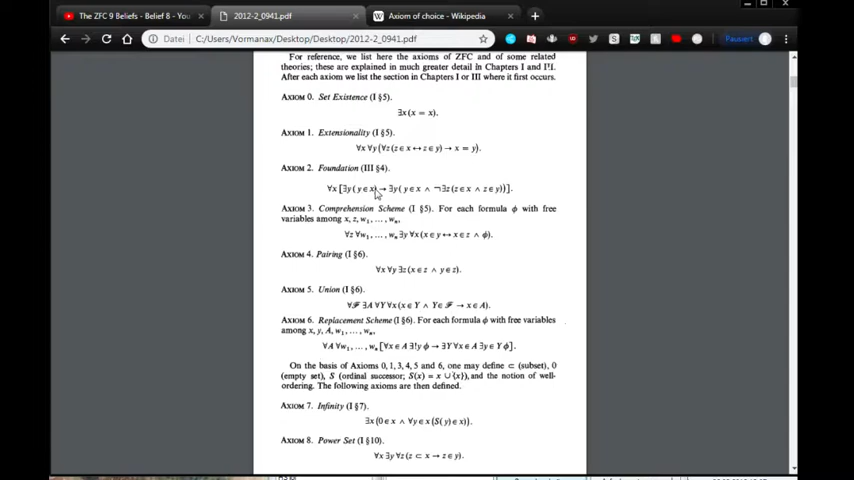 The ZFC 9 Beliefs - Belief 8 - You
2012-2_0941.pdf
Axiom of choice - Wikipedia
Datei
C:/Users/Vormanax/Desktop/Desktop/2012-2_0941.pdf
Pausiert
For reference, we list here the axioms of ZFC and of some related
theories; these are explained in much greater detail in Chapters I and III.
After each axiom we list the section in Chapters I or III where it first occurs.
AXIOM 0. Set Existence (I §5).
∃x(x = x).
AXIOM 1. Extensionality (I §5).
∀x ∀y(∀z(z ∈ x ↔ z ∈ y) → x = y).
AXIOM 2. Foundation (III §4).
∀x [∃y( y ∈ x) → ∃y( y ∈ x ∧ ¬∃z(z ∈ x ∧ z ∈ y))].
AXIOM 3. Comprehension Scheme (I §5). For each formula ϕ with free
variables among x, z, w₁, …, wₙ,
∀z ∀w₁, …, wₙ ∃y ∀x(x ∈ y ↔ x ∈ z ∧ ϕ).
AXIOM 4. Pairing (I §6).
∀x ∀y ∃z(x ∈ z ∧ y ∈ z).
AXIOM 5. Union (I §6).
∀ℱ ∃A ∀Y ∀x(x ∈ Y ∧ Y ∈ ℱ → x ∈ A).
AXIOM 6. Replacement Scheme (I §6). For each formula ϕ with free variables
among x, y, A, w₁, …, wₙ,
∀A ∀w₁, …, wₙ[∀x ∈ A ∃!y ϕ → ∃Y ∀x ∈ A ∃y ∈ Y ϕ].
On the basis of Axioms 0, 1, 3, 4, 5 and 6, one may define ⊂ (subset), 0
(empty set), S (ordinal successor; S(x) = x ∪ {x}), and the notion of well-
ordering. The following axioms are then defined.
AXIOM 7. Infinity (I §7).
∃x(0 ∈ x ∧ ∀y ∈ x(S(y) ∈ x)).
AXIOM 8. Power Set (I §10).
∀x ∃y ∀z(z ⊂ x → z ∈ y).